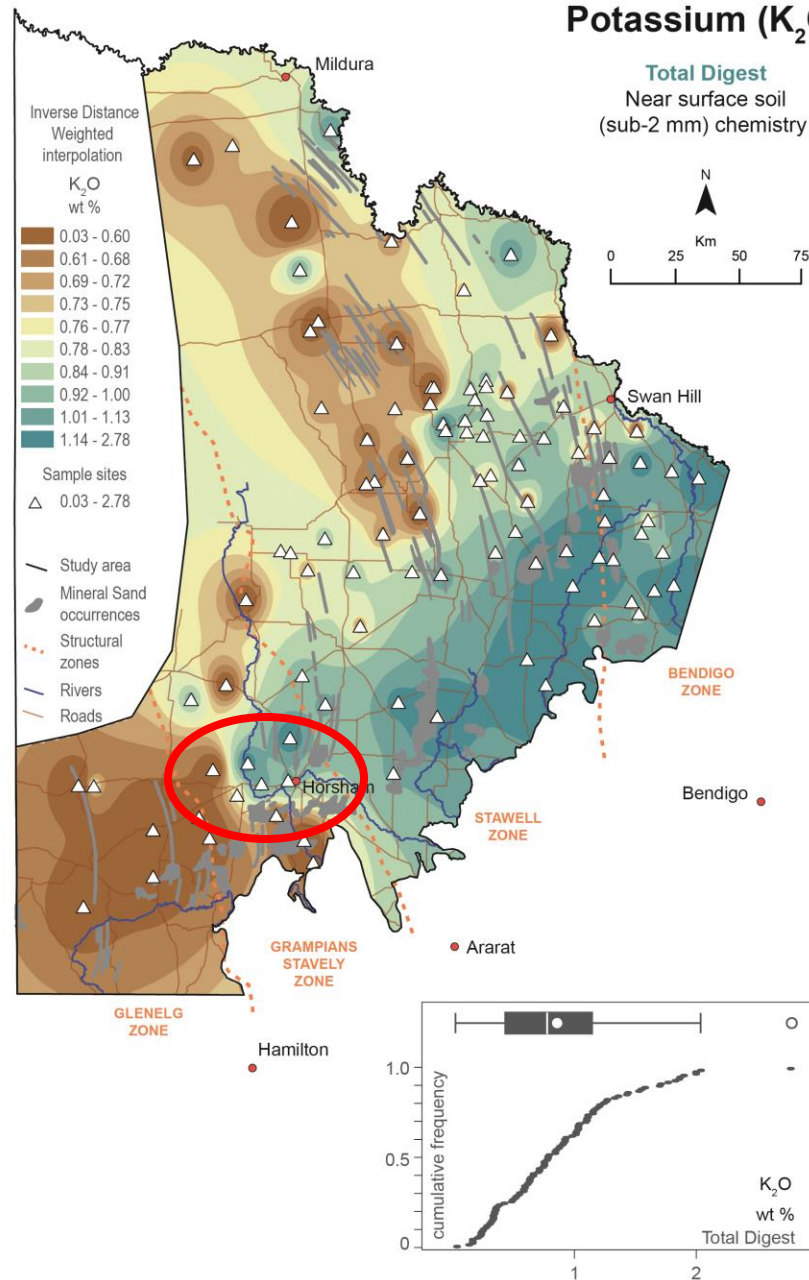 Potassium (K₂O
Total Digest
Near surface soil
(sub-2 mm) chemistry
N
Km
0 25 50 75
Inverse Distance
Weighted
interpolation
K₂O
wt %
0.03 - 0.60
0.61 - 0.68
0.69 - 0.72
0.73 - 0.75
0.76 - 0.77
0.78 - 0.83
0.84 - 0.91
0.92 - 1.00
1.01 - 1.13
1.14 - 2.78
Sample sites
0.03 - 2.78
Study area
Mineral Sand
occurrences
Structural
zones
Rivers
Roads
Mildura
Swan Hill
BENDIGO
ZONE
Horsham
Bendigo
STAWELL
ZONE
Ararat
GRAMPIANS
STAVELY
ZONE
GLENELG
ZONE
Hamilton
cumulative frequency
1.0
0.5
0
K₂O
wt %
Total Digest
1 2